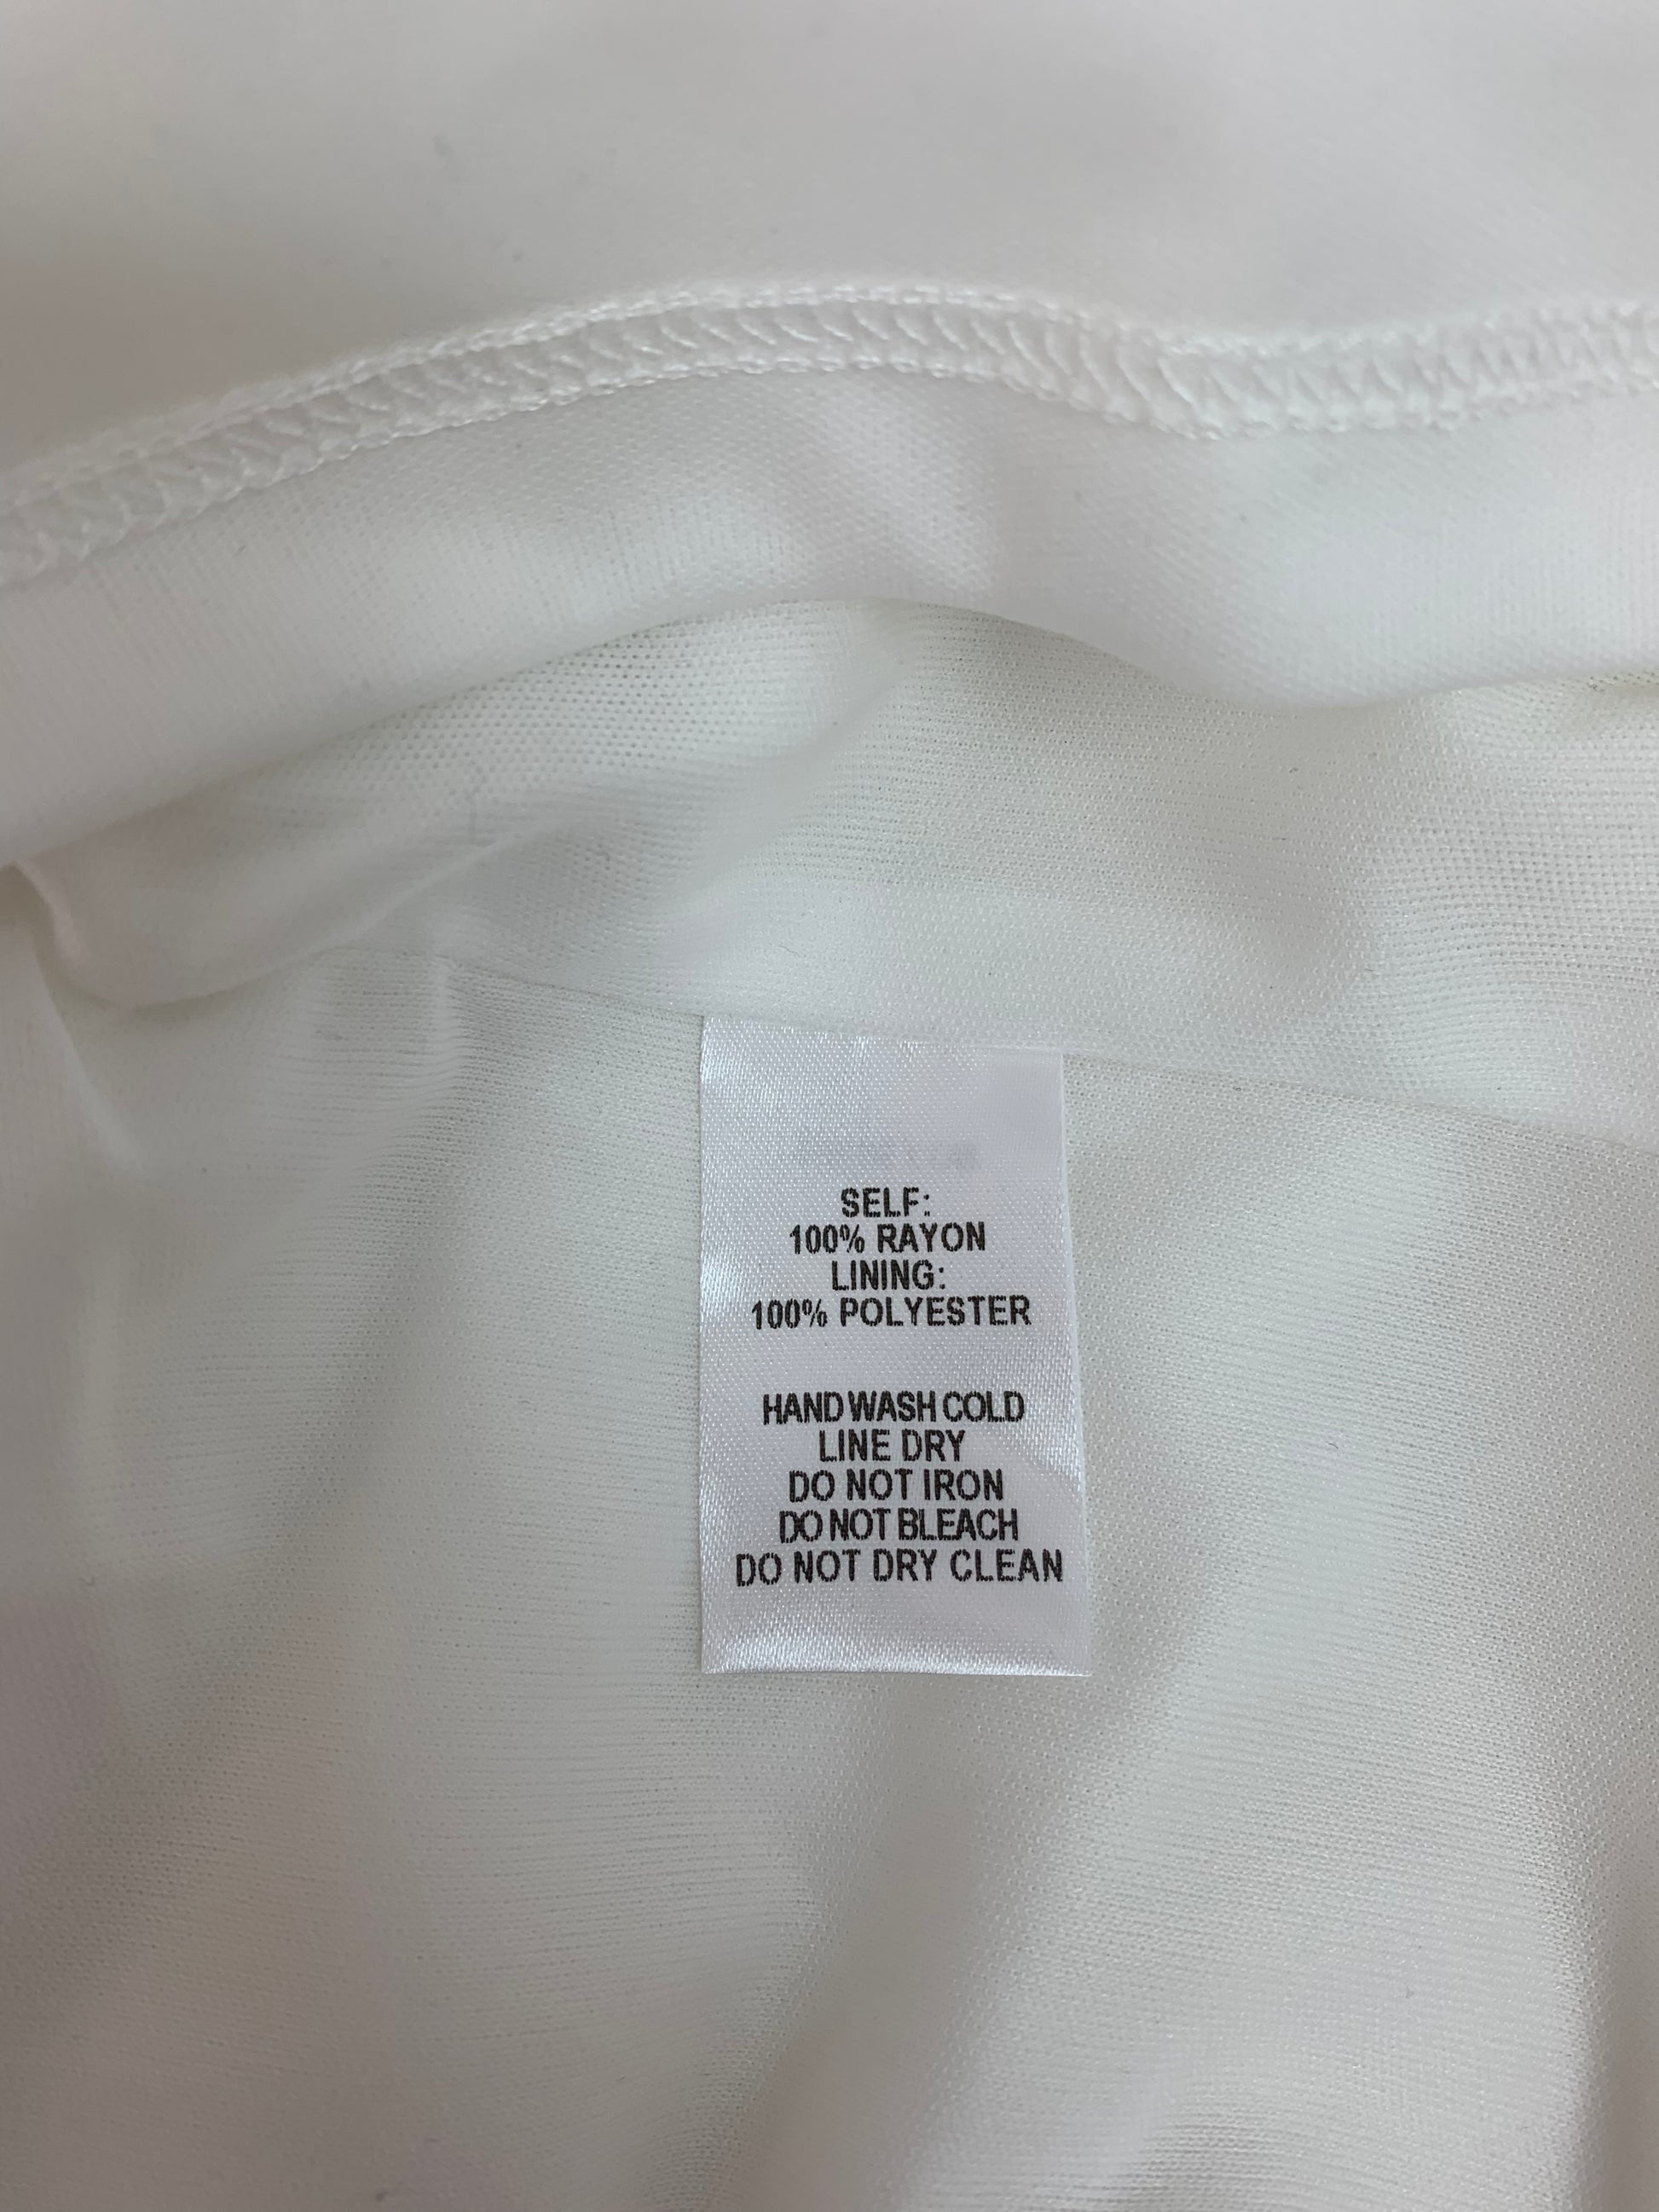 SELF:
100% RAYON
LINING:
100% POLYESTER
HAND WASH COLD
LINE DRY
DO NOT IRON
DO NOT BLEACH
DO NOT DRY CLEAN